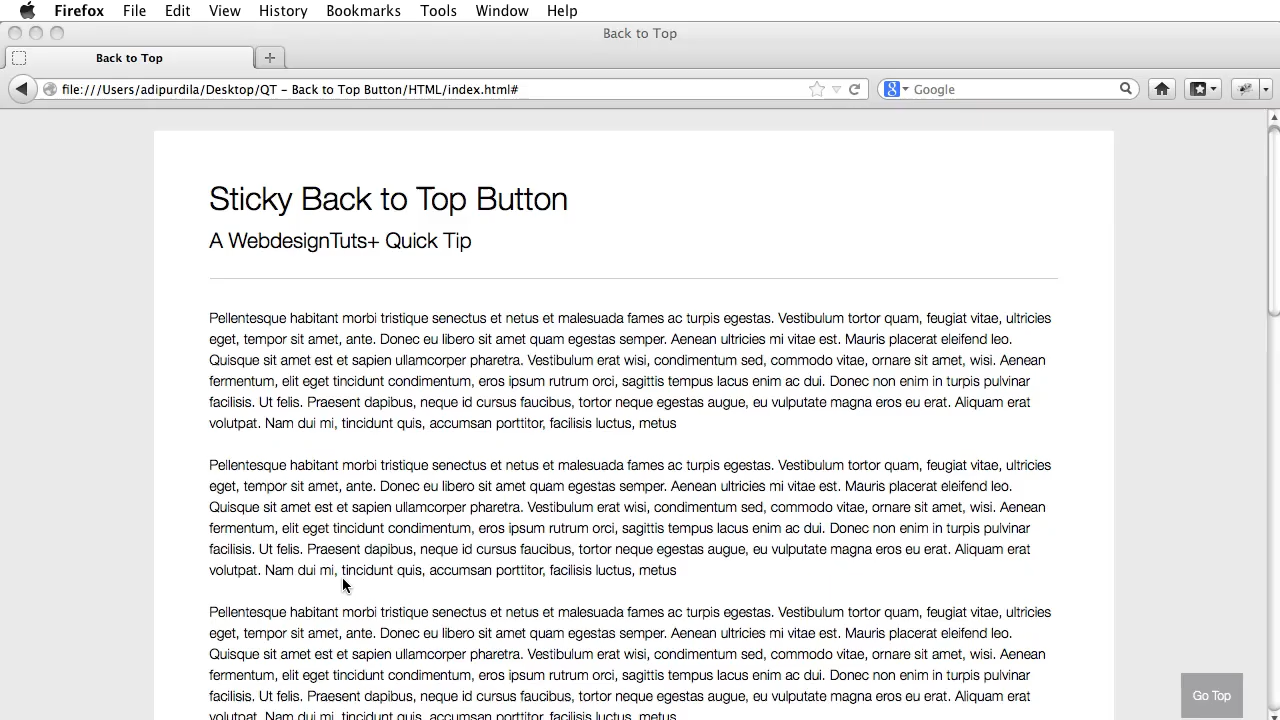 Firefox File Edit View History Bookmarks Tools Window Help
Back to Top
Back to Top
file:///Users/adipurdila/Desktop/QT - Back to Top Button/HTML/index.html#
Google
Sticky Back to Top Button
A WebdesignTuts+ Quick Tip
Pellentesque habitant morbi tristique senectus et netus et malesuada fames ac turpis egestas. Vestibulum tortor quam, feugiat vitae, ultricies
eget, tempor sit amet, ante. Donec eu libero sit amet quam egestas semper. Aenean ultricies mi vitae est. Mauris placerat eleifend leo.
Quisque sit amet est et sapien ullamcorper pharetra. Vestibulum erat wisi, condimentum sed, commodo vitae, ornare sit amet, wisi. Aenean
fermentum, elit eget tincidunt condimentum, eros ipsum rutrum orci, sagittis tempus lacus enim ac dui. Donec non enim in turpis pulvinar
facilisis. Ut felis. Praesent dapibus, neque id cursus faucibus, tortor neque egestas augue, eu vulputate magna eros eu erat. Aliquam erat
volutpat. Nam dui mi, tincidunt quis, accumsan porttitor, facilisis luctus, metus
Pellentesque habitant morbi tristique senectus et netus et malesuada fames ac turpis egestas. Vestibulum tortor quam, feugiat vitae, ultricies
eget, tempor sit amet, ante. Donec eu libero sit amet quam egestas semper. Aenean ultricies mi vitae est. Mauris placerat eleifend leo.
Quisque sit amet est et sapien ullamcorper pharetra. Vestibulum erat wisi, condimentum sed, commodo vitae, ornare sit amet, wisi. Aenean
fermentum, elit eget tincidunt condimentum, eros ipsum rutrum orci, sagittis tempus lacus enim ac dui. Donec non enim in turpis pulvinar
facilisis. Ut felis. Praesent dapibus, neque id cursus faucibus, tortor neque egestas augue, eu vulputate magna eros eu erat. Aliquam erat
volutpat. Nam dui mi, tincidunt quis, accumsan porttitor, facilisis luctus, metus
Pellentesque habitant morbi tristique senectus et netus et malesuada fames ac turpis egestas. Vestibulum tortor quam, feugiat vitae, ultricies
eget, tempor sit amet, ante. Donec eu libero sit amet quam egestas semper. Aenean ultricies mi vitae est. Mauris placerat eleifend leo.
Quisque sit amet est et sapien ullamcorper pharetra. Vestibulum erat wisi, condimentum sed, commodo vitae, ornare sit amet, wisi. Aenean
fermentum, elit eget tincidunt condimentum, eros ipsum rutrum orci, sagittis tempus lacus enim ac dui. Donec non enim in turpis pulvinar
facilisis. Ut felis. Praesent dapibus, neque id cursus faucibus, tortor neque egestas augue, eu vulputate magna eros eu erat. Aliquam erat
volutpat. Nam dui mi, tincidunt quis, accumsan porttitor, facilisis luctus, metus
Go Top